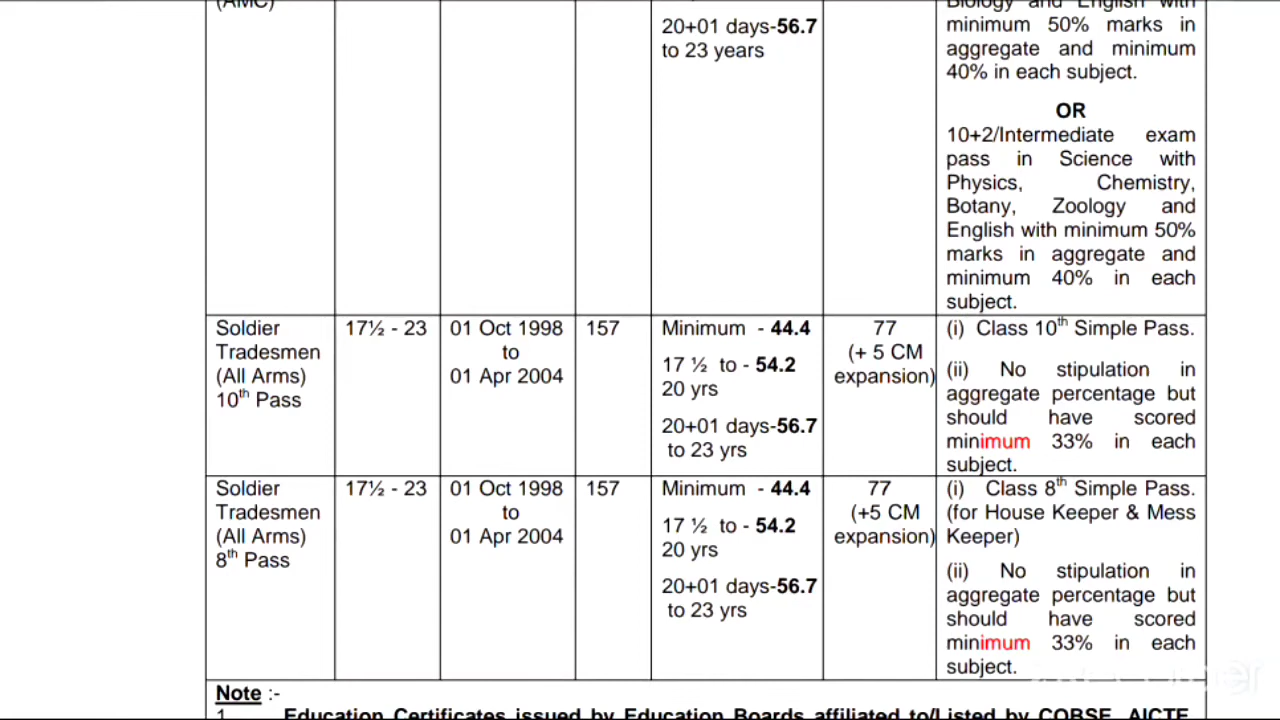 (AMC)
20+01 days-56.7
to 23 years
Biology and English with
minimum 50% marks in
aggregate and minimum
40% in each subject.
OR
10+2/Intermediate exam
pass in Science with
Physics, Chemistry,
Botany, Zoology and
English with minimum 50%
marks in aggregate and
minimum 40% in each
subject.
Soldier
Tradesmen
(All Arms)
10th Pass
17½ - 23
01 Oct 1998
to
01 Apr 2004
157
Minimum - 44.4
17 ½ to - 54.2
20 yrs
20+01 days-56.7
to 23 yrs
77
(+ 5 CM
expansion)
(i) Class 10th Simple Pass.
(ii) No stipulation in
aggregate percentage but
should have scored
minimum 33% in each
subject.
Soldier
Tradesmen
(All Arms)
8th Pass
17½ - 23
01 Oct 1998
to
01 Apr 2004
157
Minimum - 44.4
17 ½ to - 54.2
20 yrs
20+01 days-56.7
to 23 yrs
77
(+5 CM
expansion)
(i) Class 8th Simple Pass.
(for House Keeper & Mess
Keeper)
(ii) No stipulation in
aggregate percentage but
should have scored
minimum 33% in each
subject.
Note :-
1. Education Certificates issued by Education Boards affiliated to/Listed by COBSE, AICTE,